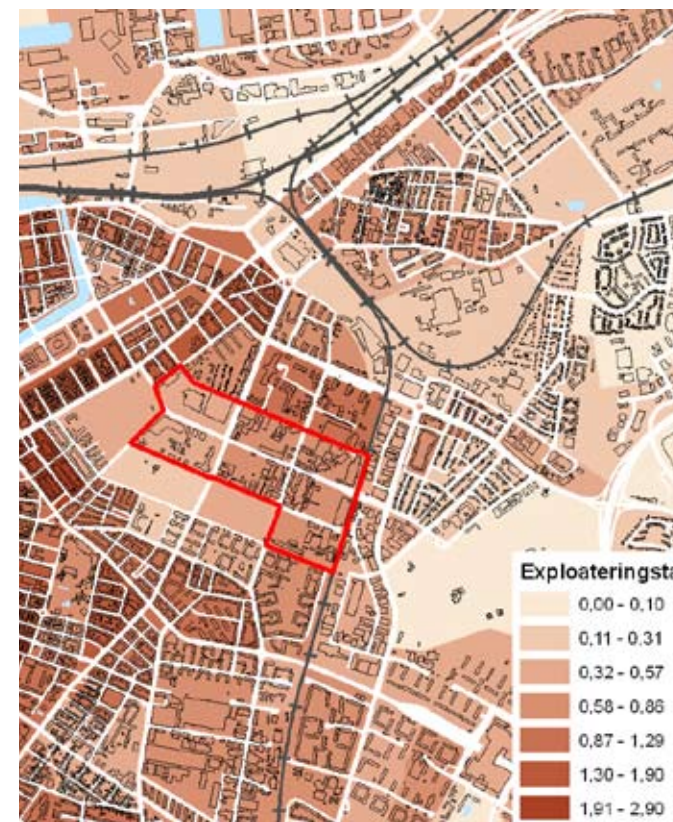 Exploateringsta
0,00 - 0,10
0,11 - 0,31
0,32 - 0,57
0,58 - 0,86
0,87 - 1,29
1,30 - 1,90
1,91 - 2,90